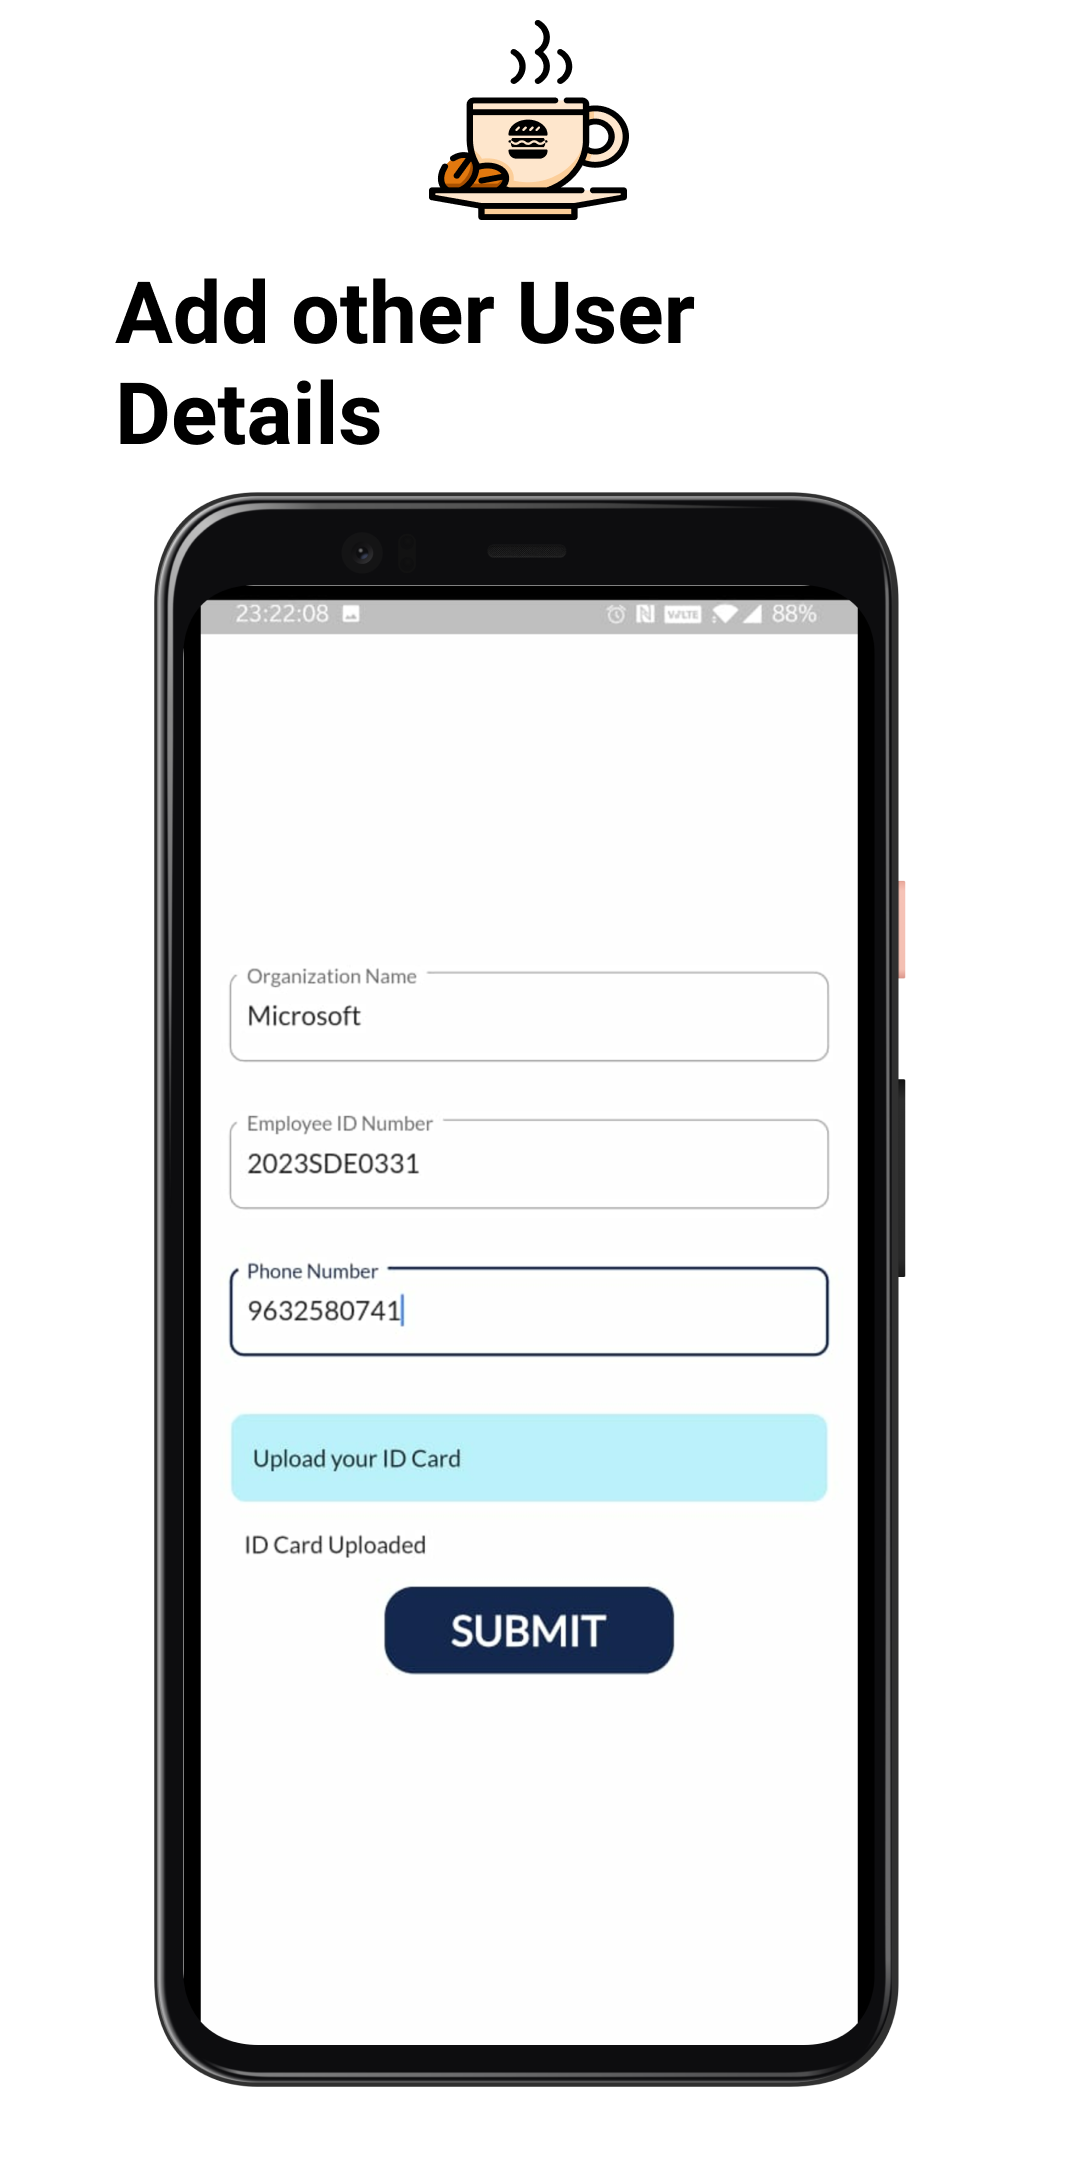 Add other User
Details
23:22:08 88%
Organization Name
Microsoft
Employee ID Number
2023SDE0331
Phone Number
9632580741
Upload your ID Card
ID Card Uploaded
SUBMIT